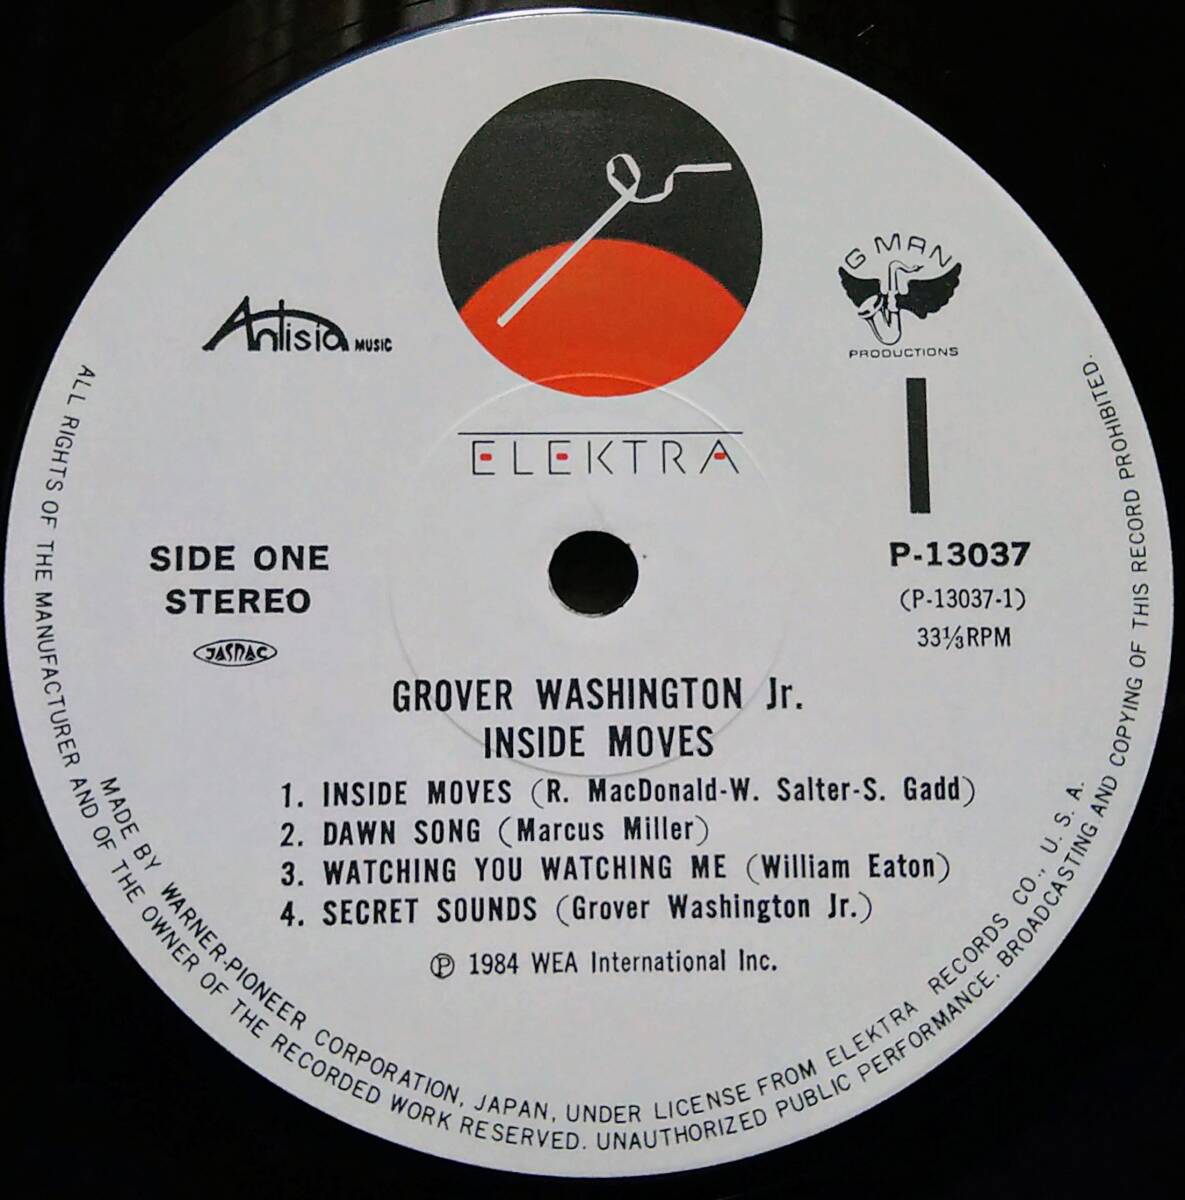 G MAN
PRODUCTIONS
Antisia MUSIC
ELEKTRA
SIDE ONE
STEREO
JASRAC
P-13037
(P-13037-1)
33⅓RPM
GROVER WASHINGTON Jr.
INSIDE MOVES
1. INSIDE MOVES (R. MacDonald-W. Salter-S. Gadd)
2. DAWN SONG (Marcus Miller)
3. WATCHING YOU WATCHING ME (William Eaton)
4. SECRET SOUNDS (Grover Washington Jr.)
Ⓟ 1984 WEA International Inc.
MADE BY WARNER-PIONEER CORPORATION, JAPAN, UNDER LICENSE FROM ELEKTRA RECORDS CO., U. S. A.
ALL RIGHTS OF THE MANUFACTURER AND OF THE OWNER OF THE RECORDED WORK RESERVED. UNAUTHORIZED PUBLIC PERFORMANCE. BROADCASTING AND COPYING OF THIS RECORD PROHIBITED.